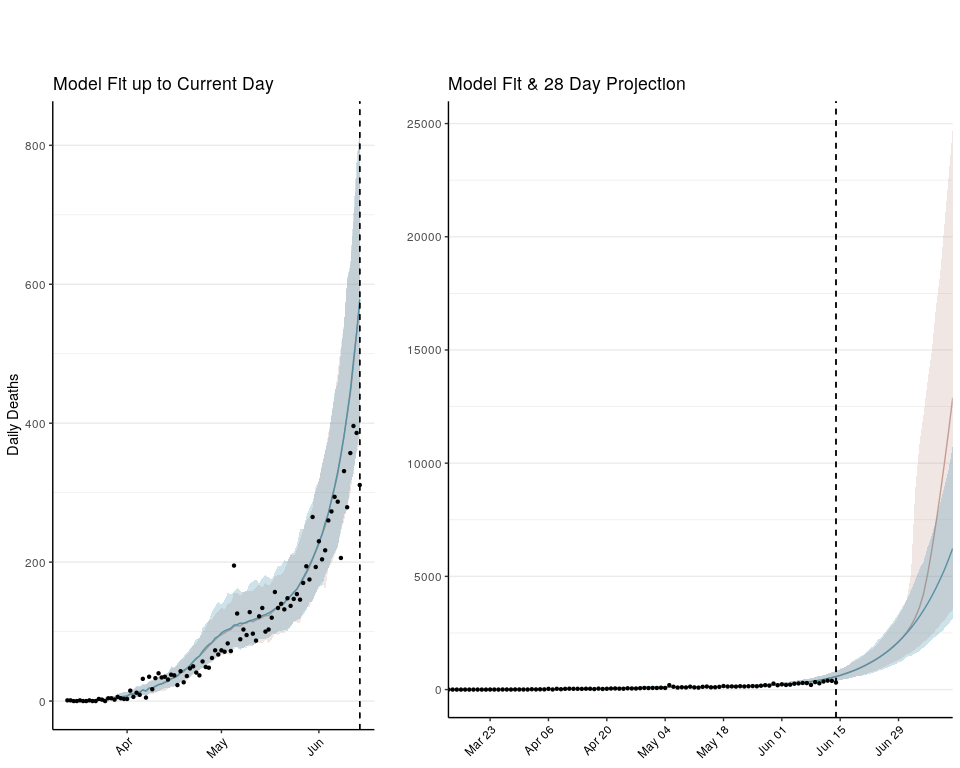 Model Fit up to Current Day
Daily Deaths
800
600
400
200
0
Apr
May
Jun
Model Fit & 28 Day Projection
25000
20000
15000
10000
5000
0
Mar 23
Apr 06
Apr 20
May 04
May 18
Jun 01
Jun 15
Jun 29